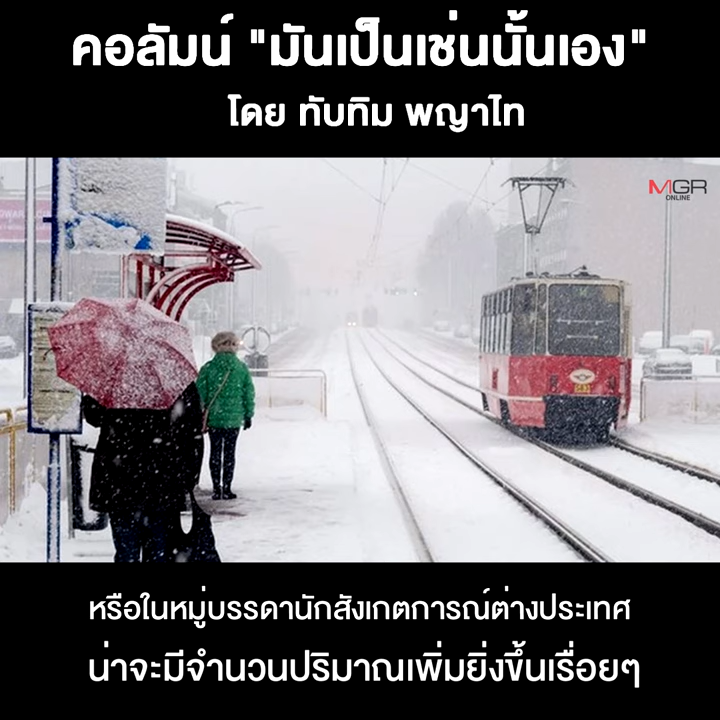 คอลัมน์ "มันเป็นเช่นนั้นเอง"
โดย ทับทิม พญาไท
MGR
ONLINE
หรือในหมู่บรรดานักสังเกตการณ์ต่างประเทศ
น่าจะมีจำนวนปริมาณเพิ่มยิ่งขึ้นเรื่อยๆ